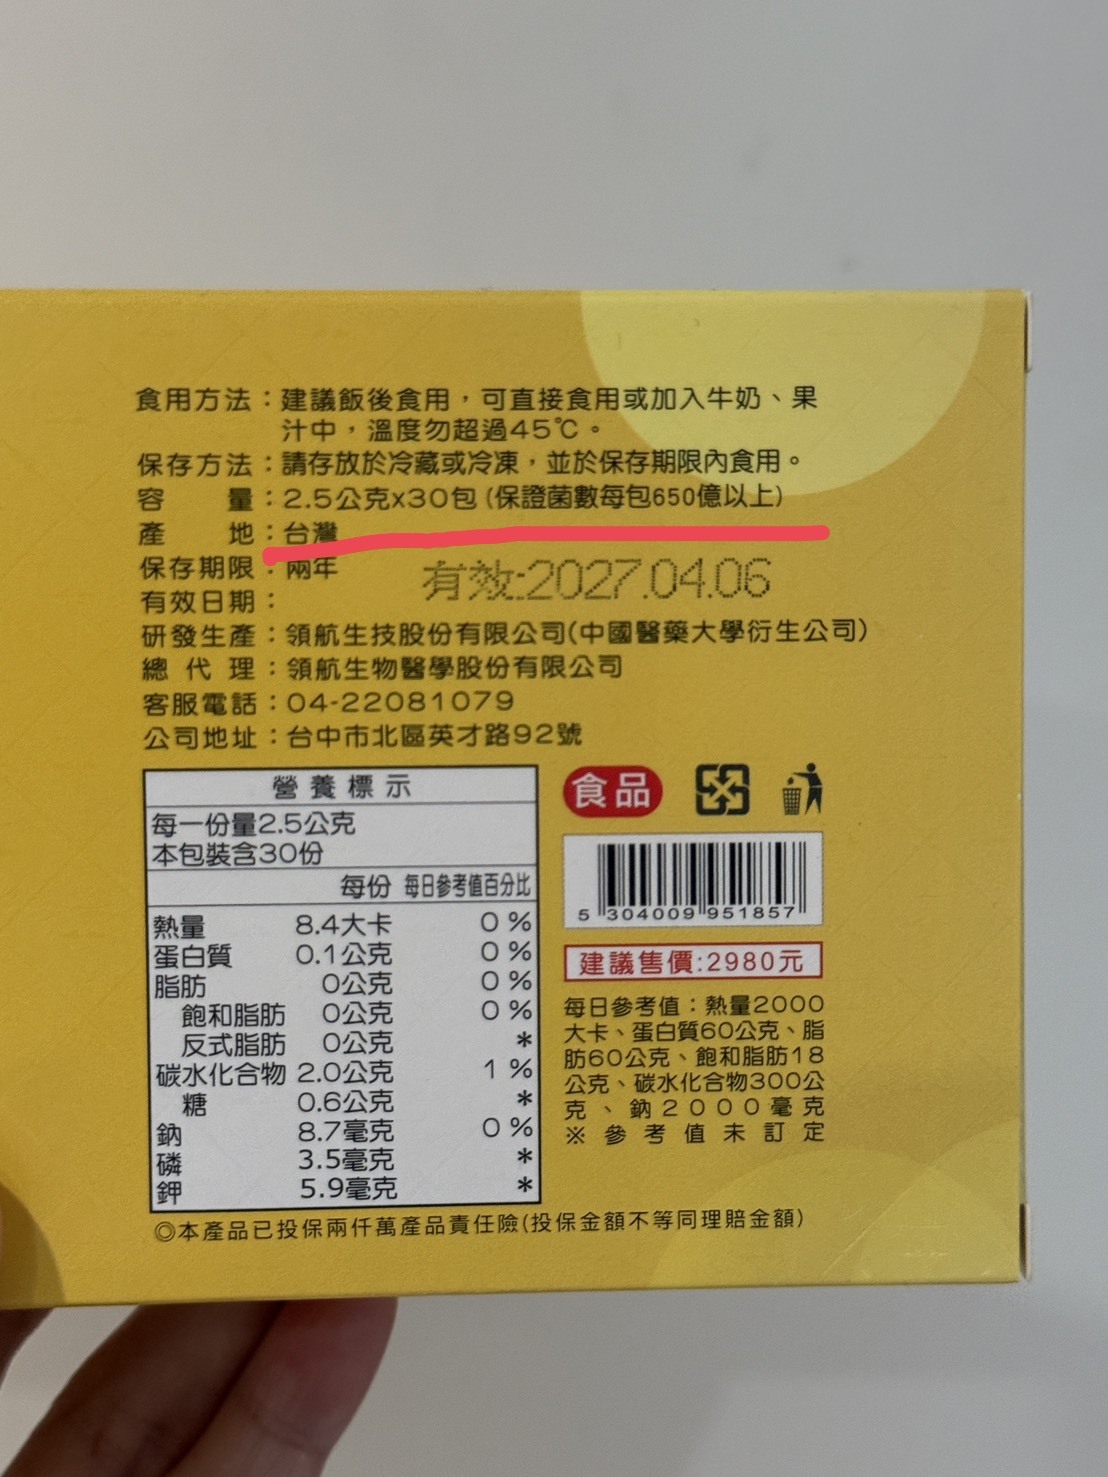 食用方法：建議飯後食用，可直接食用或加入牛奶、果
汁中，溫度勿超過45℃。
保存方法：請存放於冷藏或冷凍，並於保存期限內食用。
容　　量：2.5公克x30包(保證菌數每包650億以上)
產　　地：台灣
保存期限：兩年
有效日期：
有效:2027.04.06
研發生產：領航生技股份有限公司(中國醫藥大學衍生公司)
總 代 理：領航生物醫學股份有限公司
客服電話：04-22081079
公司地址：台中市北區英才路92號
營養標示
每一份量2.5公克
本包裝含30份
每份 每日參考值百分比
熱量 8.4大卡 0%
蛋白質 0.1公克 0%
脂肪 0公克 0%
飽和脂肪 0公克 0%
反式脂肪 0公克 *
碳水化合物 2.0公克 1%
糖 0.6公克 *
鈉 8.7毫克 0%
磷 3.5毫克 *
鉀 5.9毫克 *
食品
5 304009 951857
建議售價:2980元
每日參考值：熱量2000
大卡、蛋白質60公克、脂
肪60公克、飽和脂肪18
公克、碳水化合物300公
克、鈉2000毫克
※參考值未訂定
◎本產品已投保兩仟萬產品責任險(投保金額不等同理賠金額)